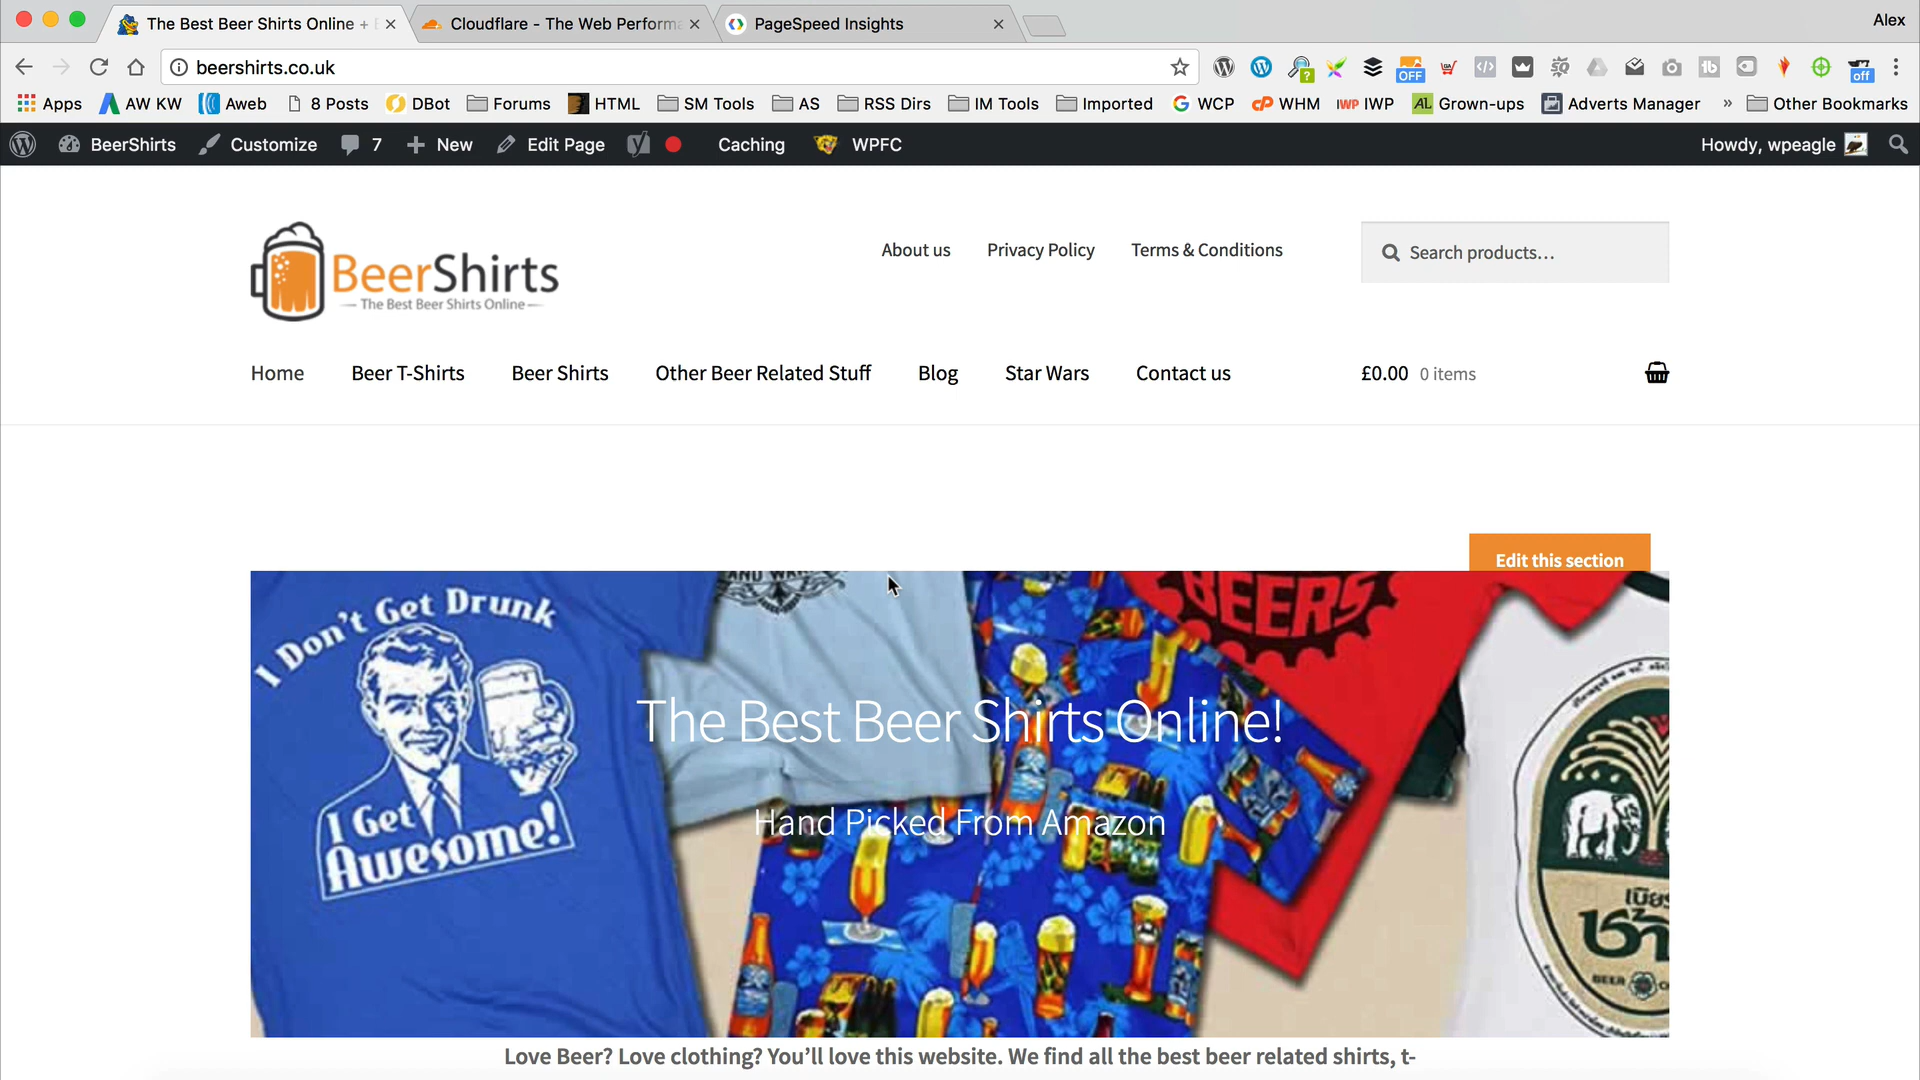 The Best Beer Shirts Online +
Cloudflare - The Web Performa
PageSpeed Insights
Alex
beershirts.co.uk
OFF
off
Apps
AW KW
Aweb
8 Posts
DBot
Forums
HTML
SM Tools
AS
RSS Dirs
IM Tools
Imported
WCP
WHM
IWP
Grown-ups
Adverts Manager
»
Other Bookmarks
BeerShirts
Customize
7
New
Edit Page
Caching
WPFC
Howdy, wpeagle
BeerShirts
The Best Beer Shirts Online
About us
Privacy Policy
Terms & Conditions
Search products…
Home
Beer T-Shirts
Beer Shirts
Other Beer Related Stuff
Blog
Star Wars
Contact us
£0.00 0 items
Edit this section
I Don't Get Drunk
I Get
Awesome!
BEERS
The Best Beer Shirts Online!
Hand Picked From Amazon
Love Beer? Love clothing? You'll love this website. We find all the best beer related shirts, t-